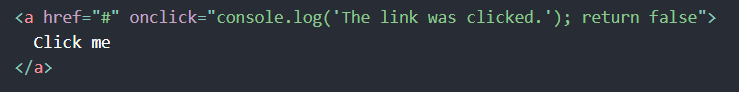 <a href="#" onclick="console.log('The link was clicked.'); return false">
  Click me
</a>